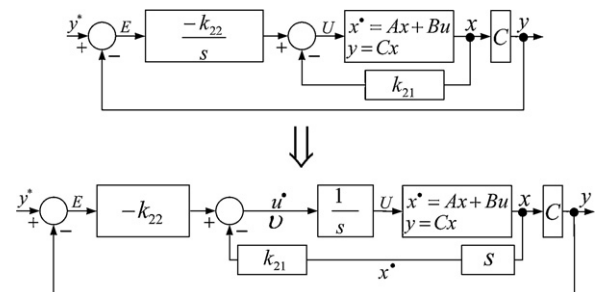 y* + − E −k₂₂ / s + − U x• = Ax + Bu x C y
y = Cx
k₂₁
⇓
y* + − E −k₂₂ + − u• υ 1 / s U x• = Ax + Bu x C y
y = Cx
k₂₁ x• s